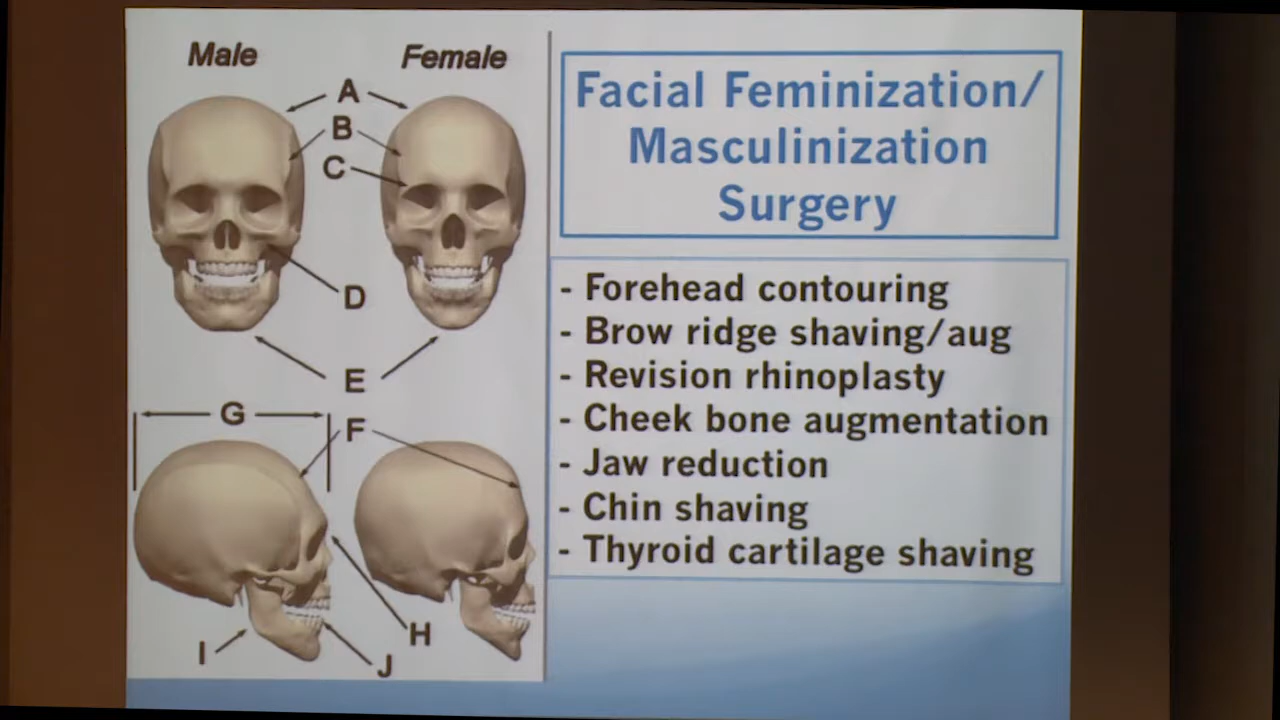 Male
Female
A
B
C
D
E
G
F
I
H
J
Facial Feminization/
Masculinization
Surgery
- Forehead contouring
- Brow ridge shaving/aug
- Revision rhinoplasty
- Cheek bone augmentation
- Jaw reduction
- Chin shaving
- Thyroid cartilage shaving